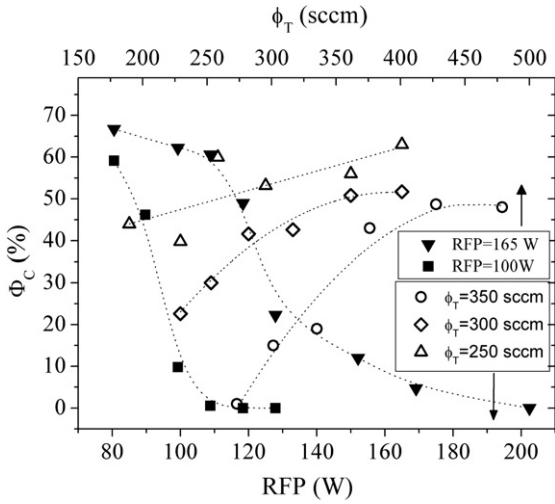 ϕT (sccm)
150 200 250 300 350 400 450 500
70
60
50
40
30
20
10
0
ΦC (%)
RFP=165 W
RFP=100W
ϕT=350 sccm
ϕT=300 sccm
ϕT=250 sccm
80 100 120 140 160 180 200
RFP (W)